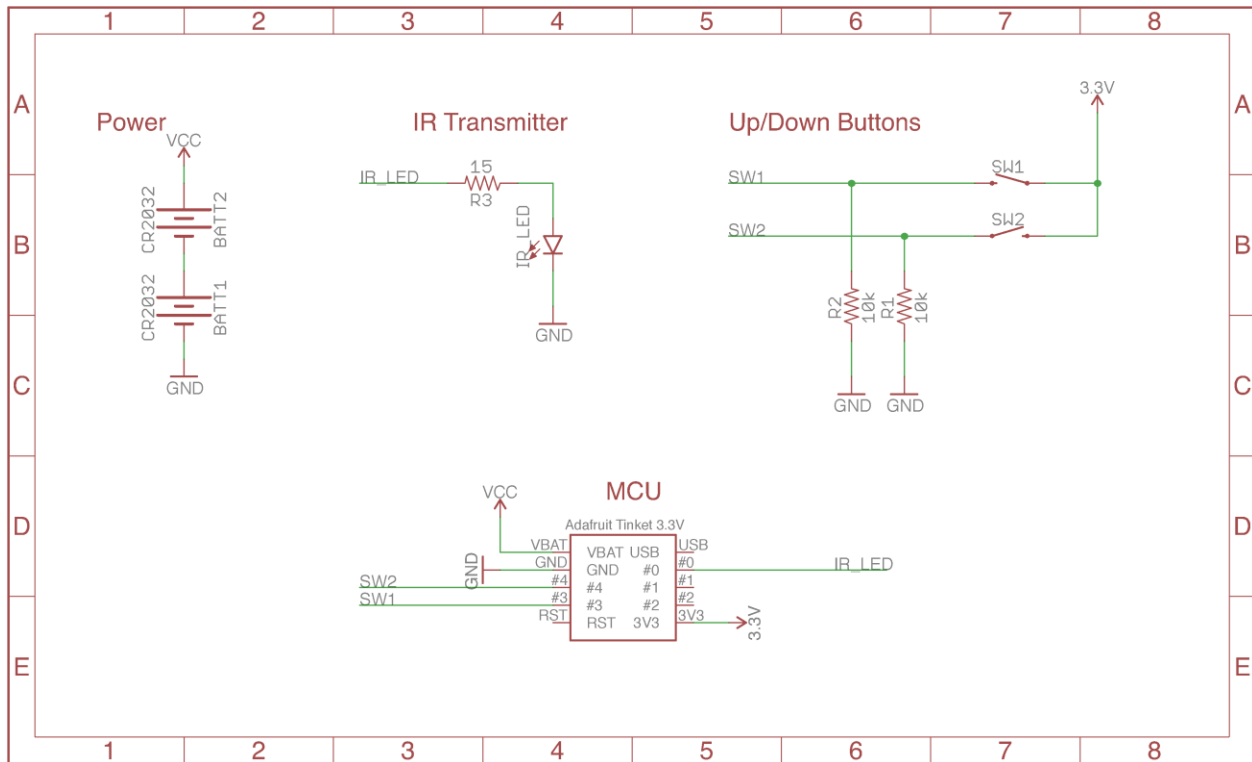 1 2 3 4 5 6 7 8
A A
Power IR Transmitter Up/Down Buttons
3.3V
VCC
IR_LED
15
R3
IR_LED
GND
CR2032
BATT2
CR2032
BATT1
GND
SW1
SW1
SW2
SW2
R2
10k
R1
10k
GND GND
B B
C C
D D
MCU
VCC
Adafruit Tinket 3.3V
VBAT VBAT USB USB
GND GND GND #0 #0 IR_LED
SW2 #4 #4 #1 #1
SW1 #3 #3 #2 #2
RST RST 3V3 3V3 3.3V
E E
1 2 3 4 5 6 7 8